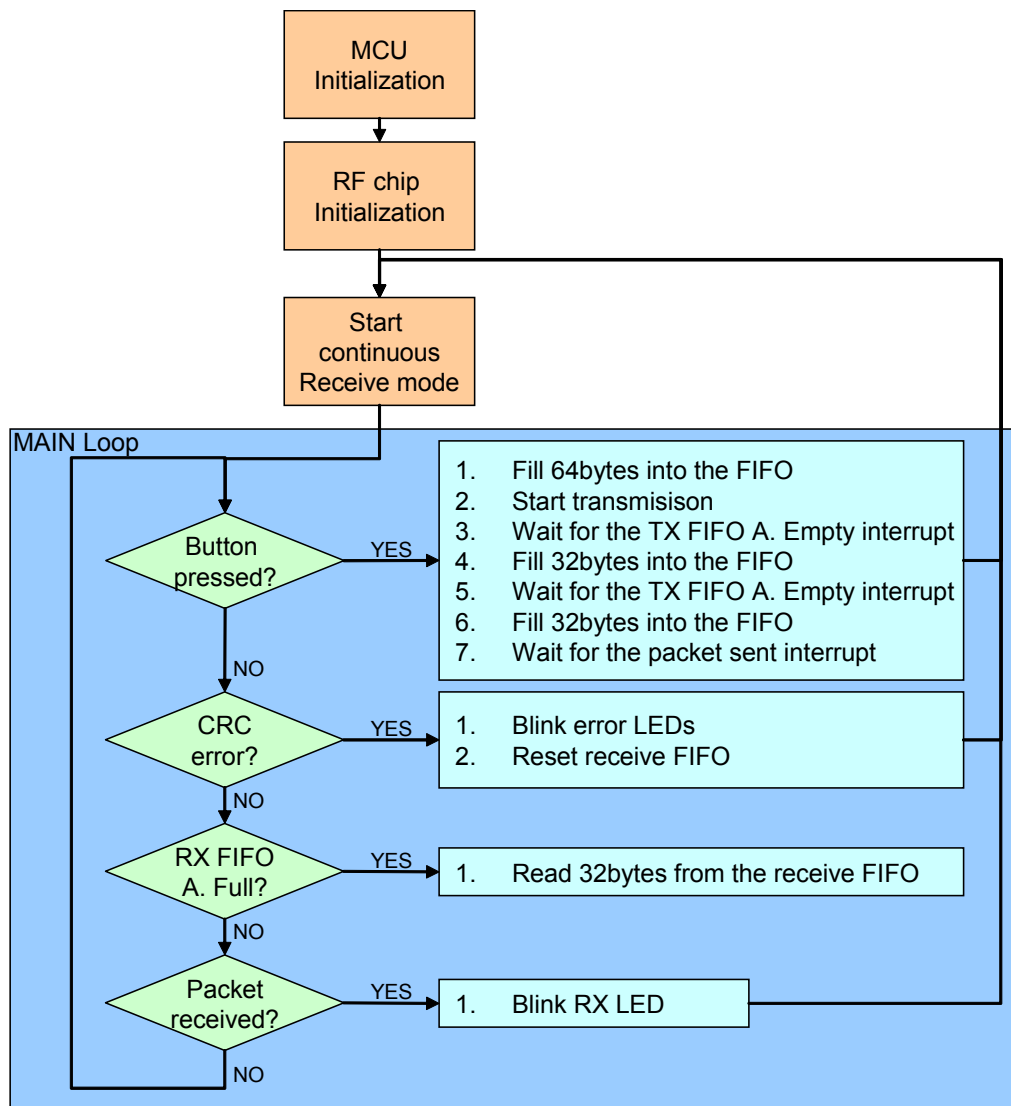 MCU
Initialization
RF chip
Initialization
Start
continuous
Receive mode
MAIN Loop
Button
pressed?
YES
1. Fill 64bytes into the FIFO
2. Start transmisison
3. Wait for the TX FIFO A. Empty interrupt
4. Fill 32bytes into the FIFO
5. Wait for the TX FIFO A. Empty interrupt
6. Fill 32bytes into the FIFO
7. Wait for the packet sent interrupt
NO
CRC
error?
YES
1. Blink error LEDs
2. Reset receive FIFO
NO
RX FIFO
A. Full?
YES
1. Read 32bytes from the receive FIFO
NO
Packet
received?
YES
1. Blink RX LED
NO